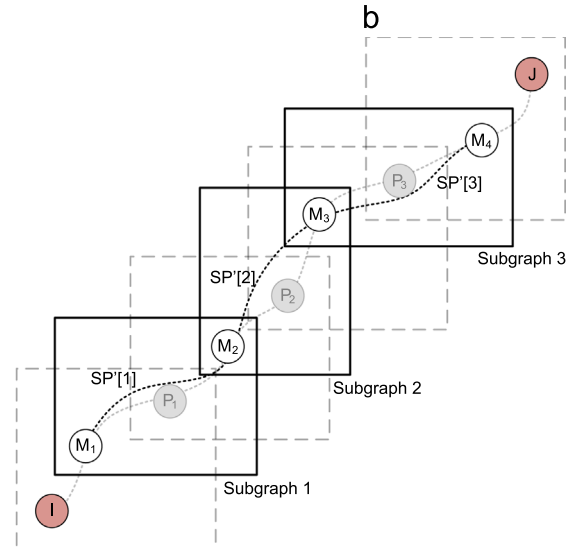 b
J
M₄
P₃
SP'[3]
M₃
Subgraph 3
SP'[2]
P₂
M₂
Subgraph 2
SP'[1]
P₁
M₁
Subgraph 1
I